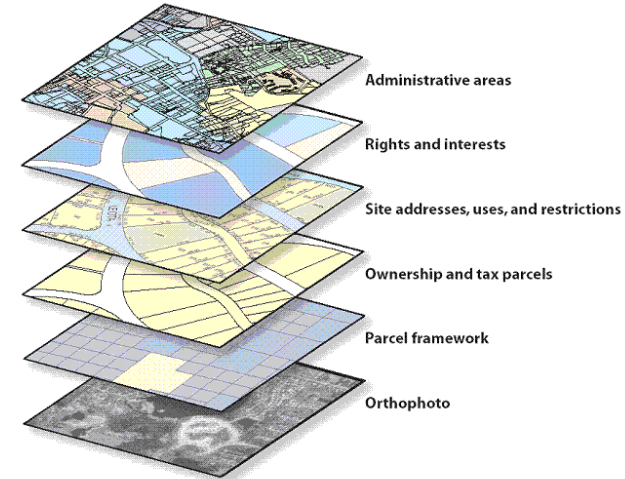 Administrative areas
Rights and interests
Site addresses, uses, and restrictions
Ownership and tax parcels
Parcel framework
Orthophoto